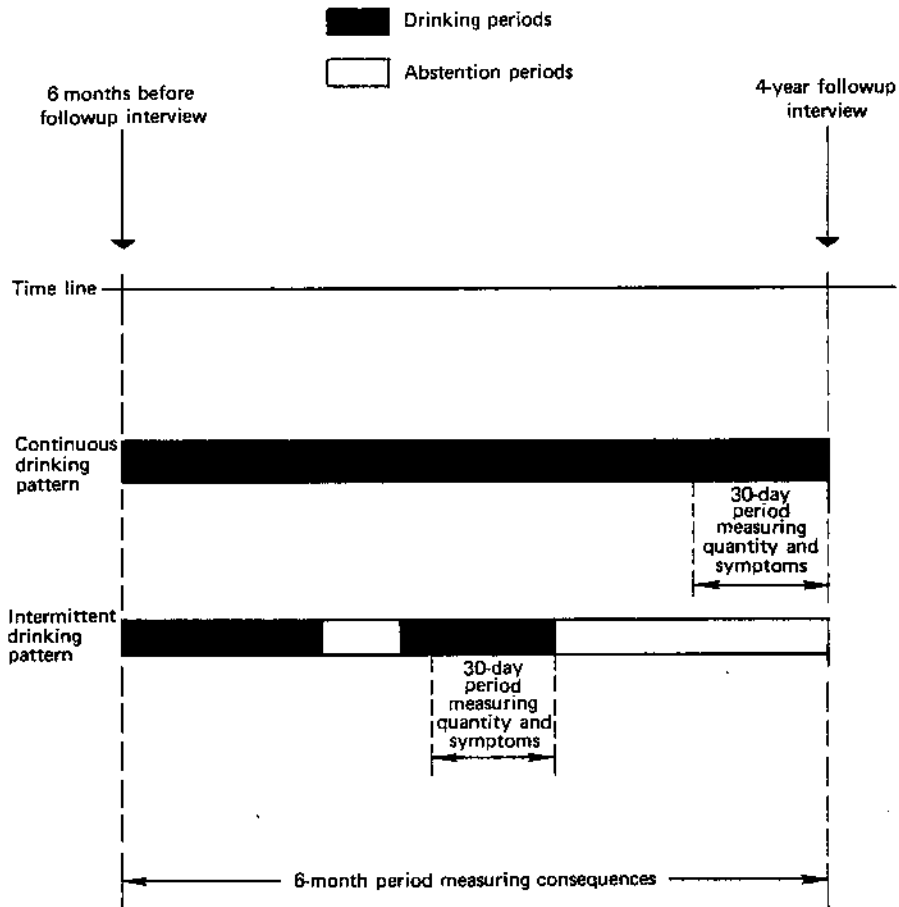 Drinking periods
Abstention periods
6 months before
followup interview
4-year followup
interview
Time line
Continuous
drinking
pattern
30-day
period
measuring
quantity and
symptoms
Intermittent
drinking
pattern
30-day
period
measuring
quantity and
symptoms
6-month period measuring consequences